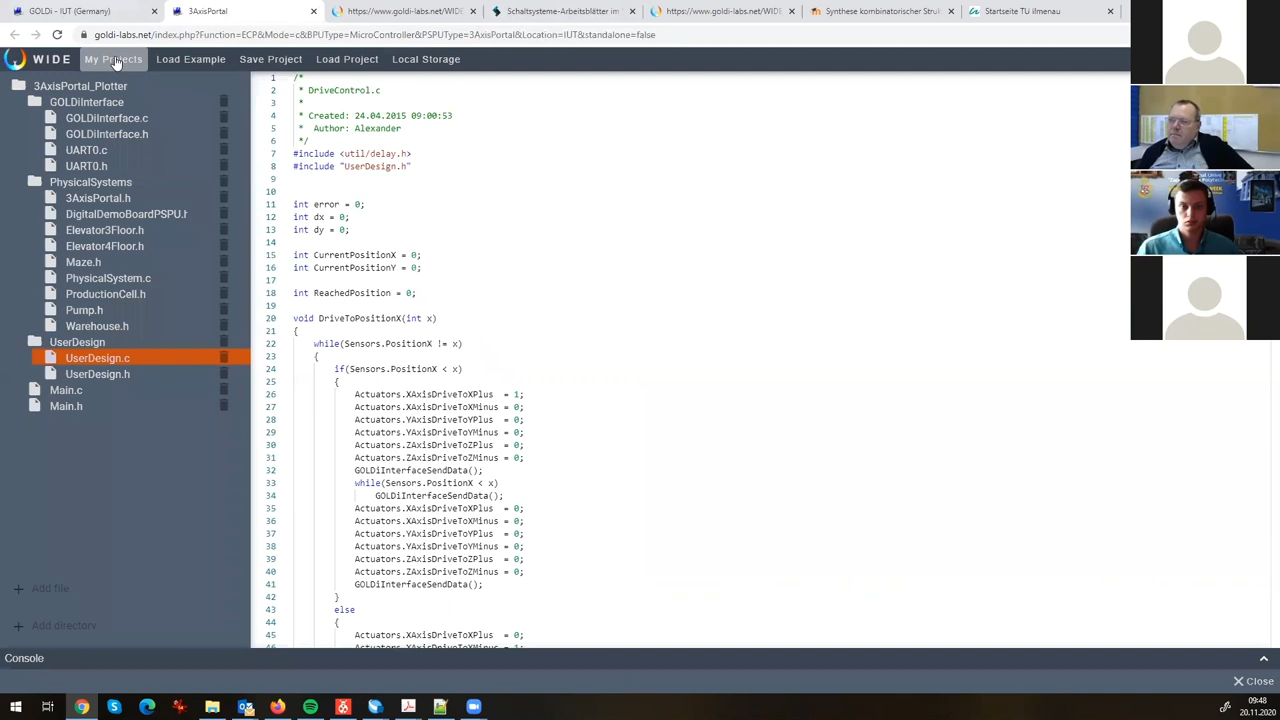 GOLDi - IUT (Germany)
3AxisPortal
https://www.goldi-labs.net/WIDE
Schaltsysteme-Arbeitsblätter im
https://www.goldi-labs.net/WIDE
Synthese kombinatorischer Struk
Startseite TU Ilmenau
goldi-labs.net/index.php?Function=ECP&Mode=c&BPUType=MicroController&PSPUType=3AxisPortal&Location=IUT&standalone=false
WIDE
My Projects
Load Example
Save Project
Load Project
Local Storage
3AxisPortal_Plotter
GOLDiInterface
GOLDiInterface.c
GOLDiInterface.h
UART0.c
UART0.h
PhysicalSystems
3AxisPortal.h
DigitalDemoBoardPSPU.h
Elevator3Floor.h
Elevator4Floor.h
Maze.h
PhysicalSystem.c
ProductionCell.h
Pump.h
Warehouse.h
UserDesign
UserDesign.c
UserDesign.h
Main.c
Main.h
+ Add file
+ Add directory
1 /*
2 * DriveControl.c
3 *
4 * Created: 24.04.2015 09:00:53
5 * Author: Alexander
6 */
7 #include <util/delay.h>
8 #include "UserDesign.h"
9
10
11 int error = 0;
12 int dx = 0;
13 int dy = 0;
14
15 int CurrentPositionX = 0;
16 int CurrentPositionY = 0;
17
18 int ReachedPosition = 0;
19
20 void DriveToPositionX(int x)
21 {
22 while(Sensors.PositionX != x)
23 {
24 if(Sensors.PositionX < x)
25 {
26 Actuators.XAxisDriveToXPlus = 1;
27 Actuators.XAxisDriveToXMinus = 0;
28 Actuators.YAxisDriveToYPlus = 0;
29 Actuators.YAxisDriveToYMinus = 0;
30 Actuators.ZAxisDriveToZPlus = 0;
31 Actuators.ZAxisDriveToZMinus = 0;
32 GOLDiInterfaceSendData();
33 while(Sensors.PositionX < x)
34 GOLDiInterfaceSendData();
35 Actuators.XAxisDriveToXPlus = 0;
36 Actuators.XAxisDriveToXMinus = 0;
37 Actuators.YAxisDriveToYPlus = 0;
38 Actuators.YAxisDriveToYMinus = 0;
39 Actuators.ZAxisDriveToZPlus = 0;
40 Actuators.ZAxisDriveToZMinus = 0;
41 GOLDiInterfaceSendData();
42 }
43 else
44 {
45 Actuators.XAxisDriveToXPlus = 0;
46 Actuators.XAxisDriveToXMinus = 1;
Console
Close
09:48
20.11.2020